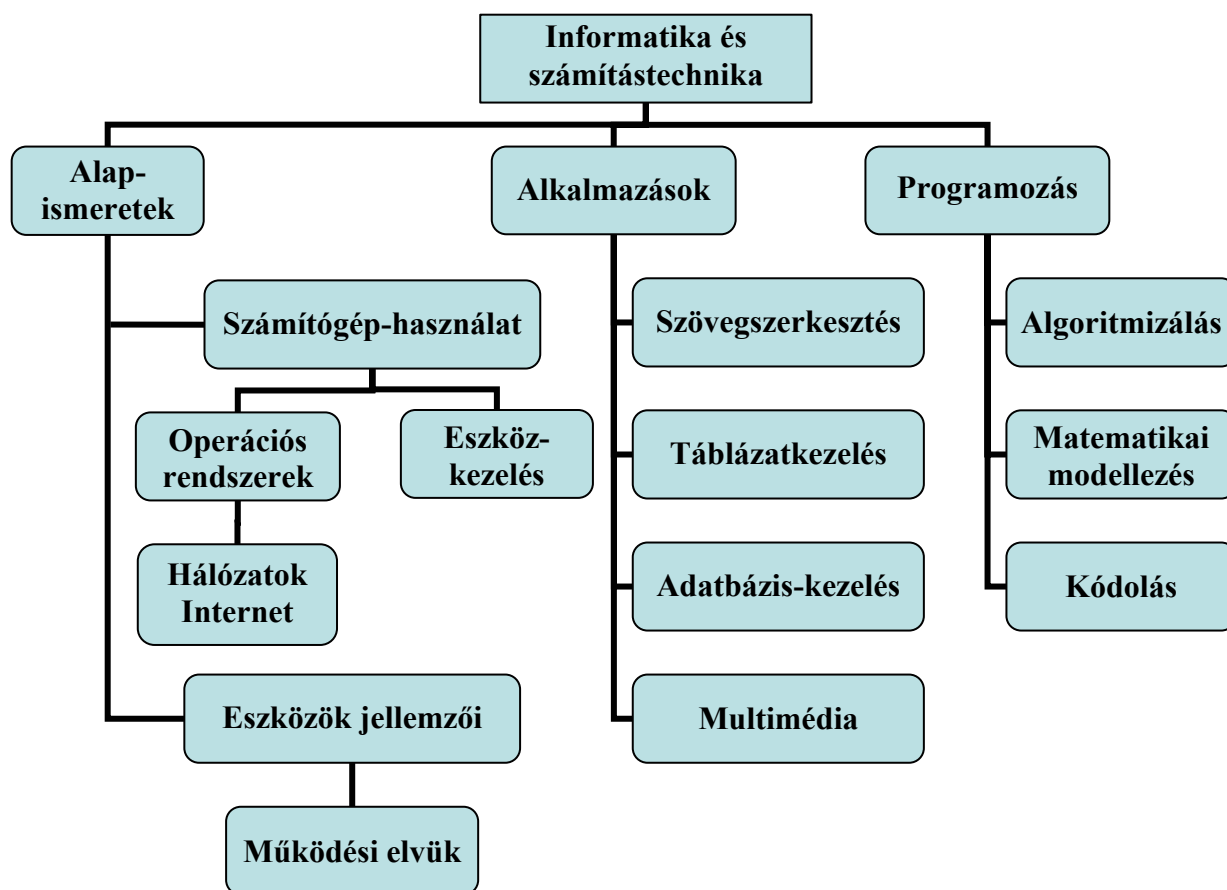 Informatika és
számítástechnika
Alap-
ismeretek
Alkalmazások
Programozás
Számítógép-használat
Szövegszerkesztés
Algoritmizálás
Operációs
rendszerek
Eszköz-
kezelés
Táblázatkezelés
Matematikai
modellezés
Hálózatok
Internet
Adatbázis-kezelés
Kódolás
Eszközök jellemzői
Multimédia
Működési elvük